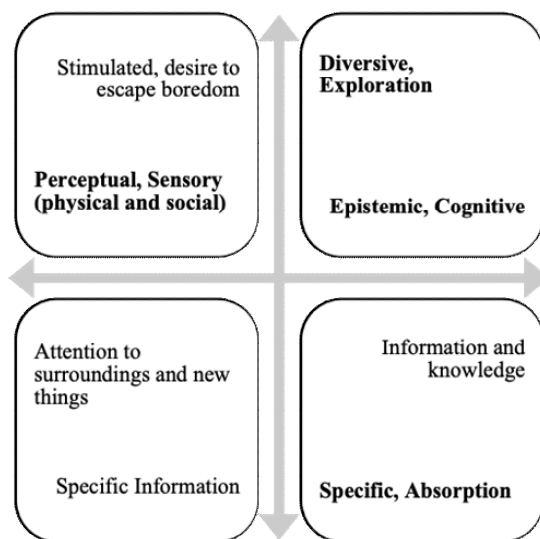 Stimulated, desire to
escape boredom
Perceptual, Sensory
(physical and social)
Diversive,
Exploration
Epistemic, Cognitive
Attention to
surroundings and new
things
Specific Information
Information and
knowledge
Specific, Absorption